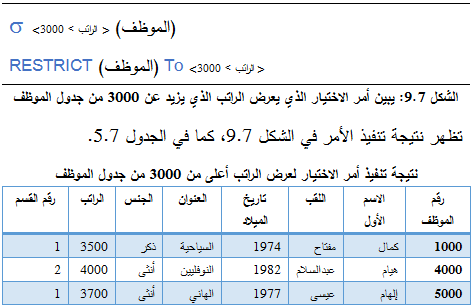 σ <3000 < الراتب> (الموظف)
RESTRICT (الموظف) To <3000 < الراتب>
الشكل 9.7: يبين أمر الاختيار الذي يعرض الراتب الذي يزيد عن 3000 من جدول الموظف
تظهر نتيجة تنفيذ الأمر في الشكل 9.7، كما في الجدول 5.7.
نتيجة تنفيذ أمر الاختيار لعرض الراتب أعلى من 3000 من جدول الموظف
رقم الموظف الاسم الأول اللقب تاريخ الميلاد العنوان الجنس الراتب رقم القسم
1000 كمال مفتاح 1974 السياحية ذكر 3500 1
4000 هيام عبدالسلام 1982 النوفليين أنثى 4000 2
5000 إلهام عيسى 1977 الهاني أنثى 3700 1